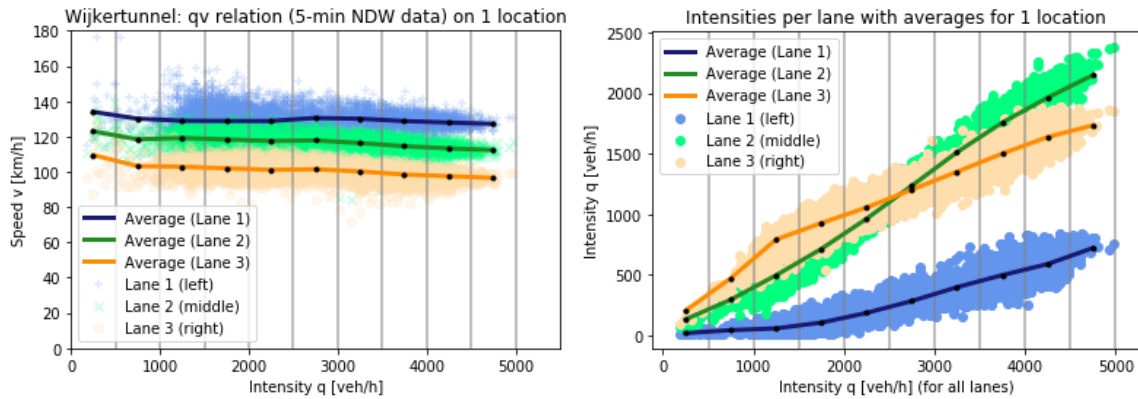 Wijkertunnel: qv relation (5-min NDW data) on 1 location
180
160
140
120
100
80
60
40
20
0
Speed v [km/h]
Average (Lane 1)
Average (Lane 2)
Average (Lane 3)
Lane 1 (left)
Lane 2 (middle)
Lane 3 (right)
0
1000
2000
3000
4000
5000
Intensity q [veh/h]
Intensities per lane with averages for 1 location
2500
2000
1500
1000
500
0
Intensity q [veh/h]
Average (Lane 1)
Average (Lane 2)
Average (Lane 3)
Lane 1 (left)
Lane 2 (middle)
Lane 3 (right)
0
1000
2000
3000
4000
5000
Intensity q [veh/h] (for all lanes)